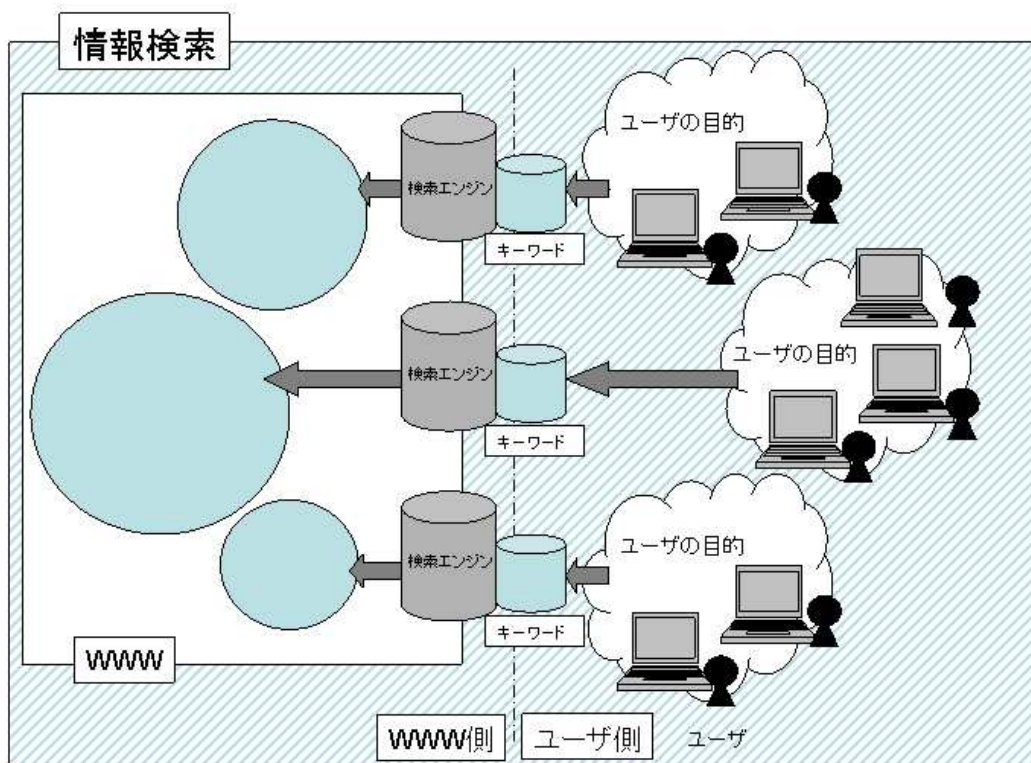 情報検索
ユーザの目的
検索エンジン
キーワード
ユーザの目的
検索エンジン
キーワード
ユーザの目的
検索エンジン
キーワード
WWW
WWW側
ユーザ側
ユーザ